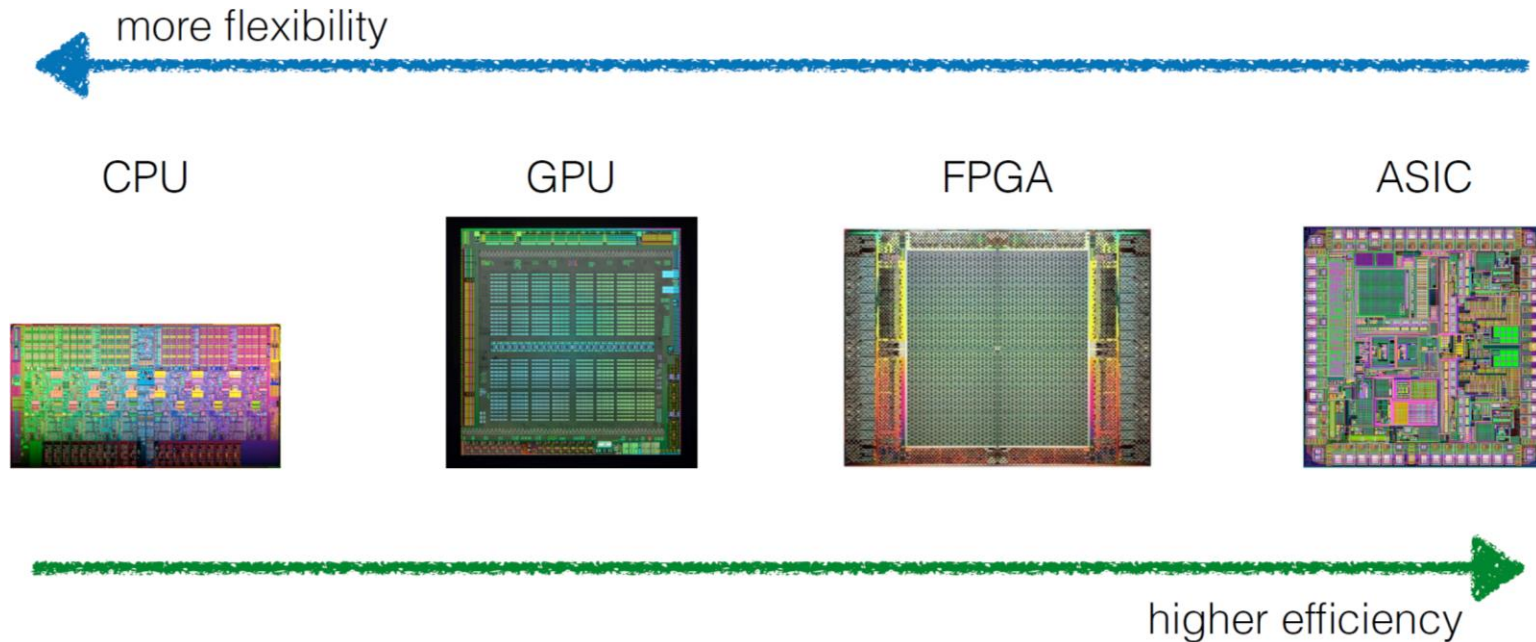 more flexibility
CPU
GPU
FPGA
ASIC
higher efficiency